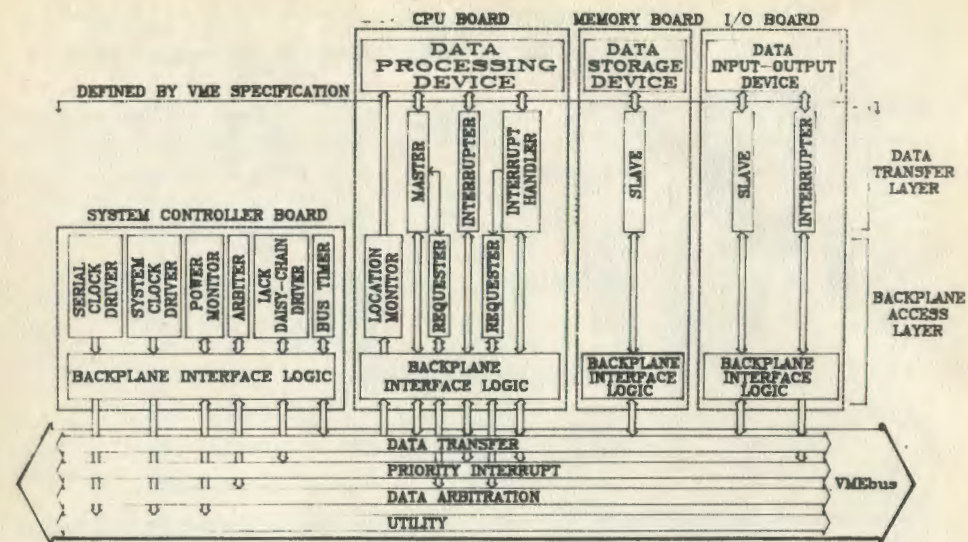 CPU BOARD
MEMORY BOARD
I/O BOARD
DATA
PROCESSING
DEVICE
DATA
STORAGE
DEVICE
DATA
INPUT-OUTPUT
DEVICE
DEFINED BY VME SPECIFICATION
MASTER
INTERRUPTER
INTERRUPT
HANDLER
SLAVE
SLAVE
INTERRUPTER
DATA
TRANSFER
LAYER
SYSTEM CONTROLLER BOARD
SERIAL
CLOCK
DRIVER
SYSTEM
CLOCK
DRIVER
POWER
MONITOR
ARBITER
IACK
DAISY-CHAIN
DRIVER
BUS TIMER
LOCATION
MONITOR
REQUESTER
REQUESTER
BACKPLANE
ACCESS
LAYER
BACKPLANE INTERFACE LOGIC
BACKPLANE
INTERFACE LOGIC
BACKPLANE
INTERFACE
LOGIC
BACKPLANE
INTERFACE
LOGIC
DATA TRANSFER
PRIORITY INTERRUPT
DATA ARBITRATION
UTILITY
VMEbus